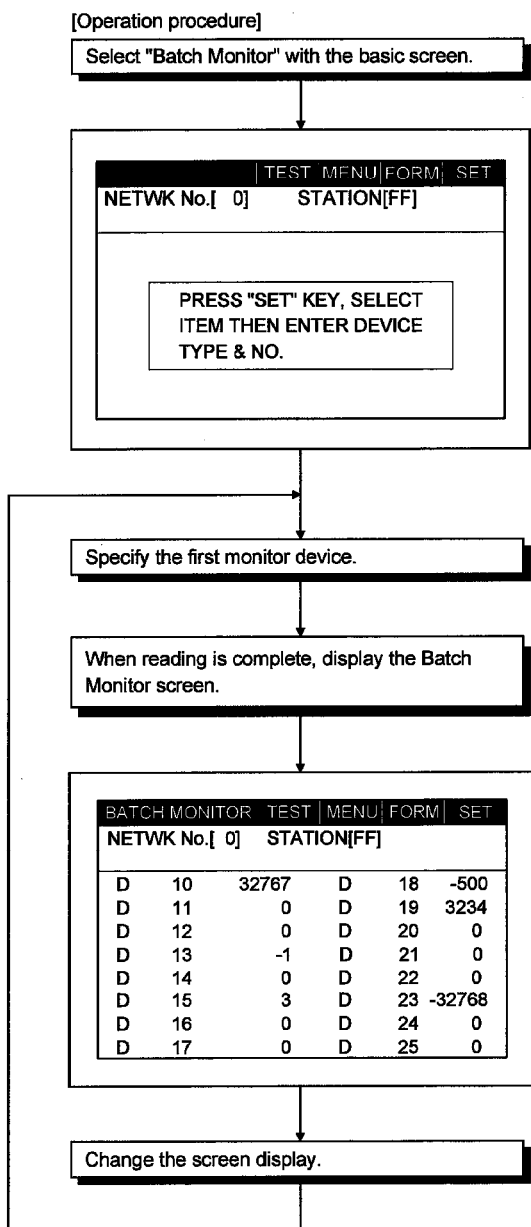 [Operation procedure]
Select "Batch Monitor" with the basic screen.
TEST MENU FORM SET
NETWK No.[ 0] STATION[FF]
PRESS "SET" KEY, SELECT
ITEM THEN ENTER DEVICE
TYPE & NO.
Specify the first monitor device.
When reading is complete, display the Batch
Monitor screen.
BATCH MONITOR TEST MENU FORM SET
NETWK No.[ 0] STATION[FF]
D 10 32767 D 18 -500
D 11 0 D 19 3234
D 12 0 D 20 0
D 13 -1 D 21 0
D 14 0 D 22 0
D 15 3 D 23 -32768
D 16 0 D 24 0
D 17 0 D 25 0
Change the screen display.